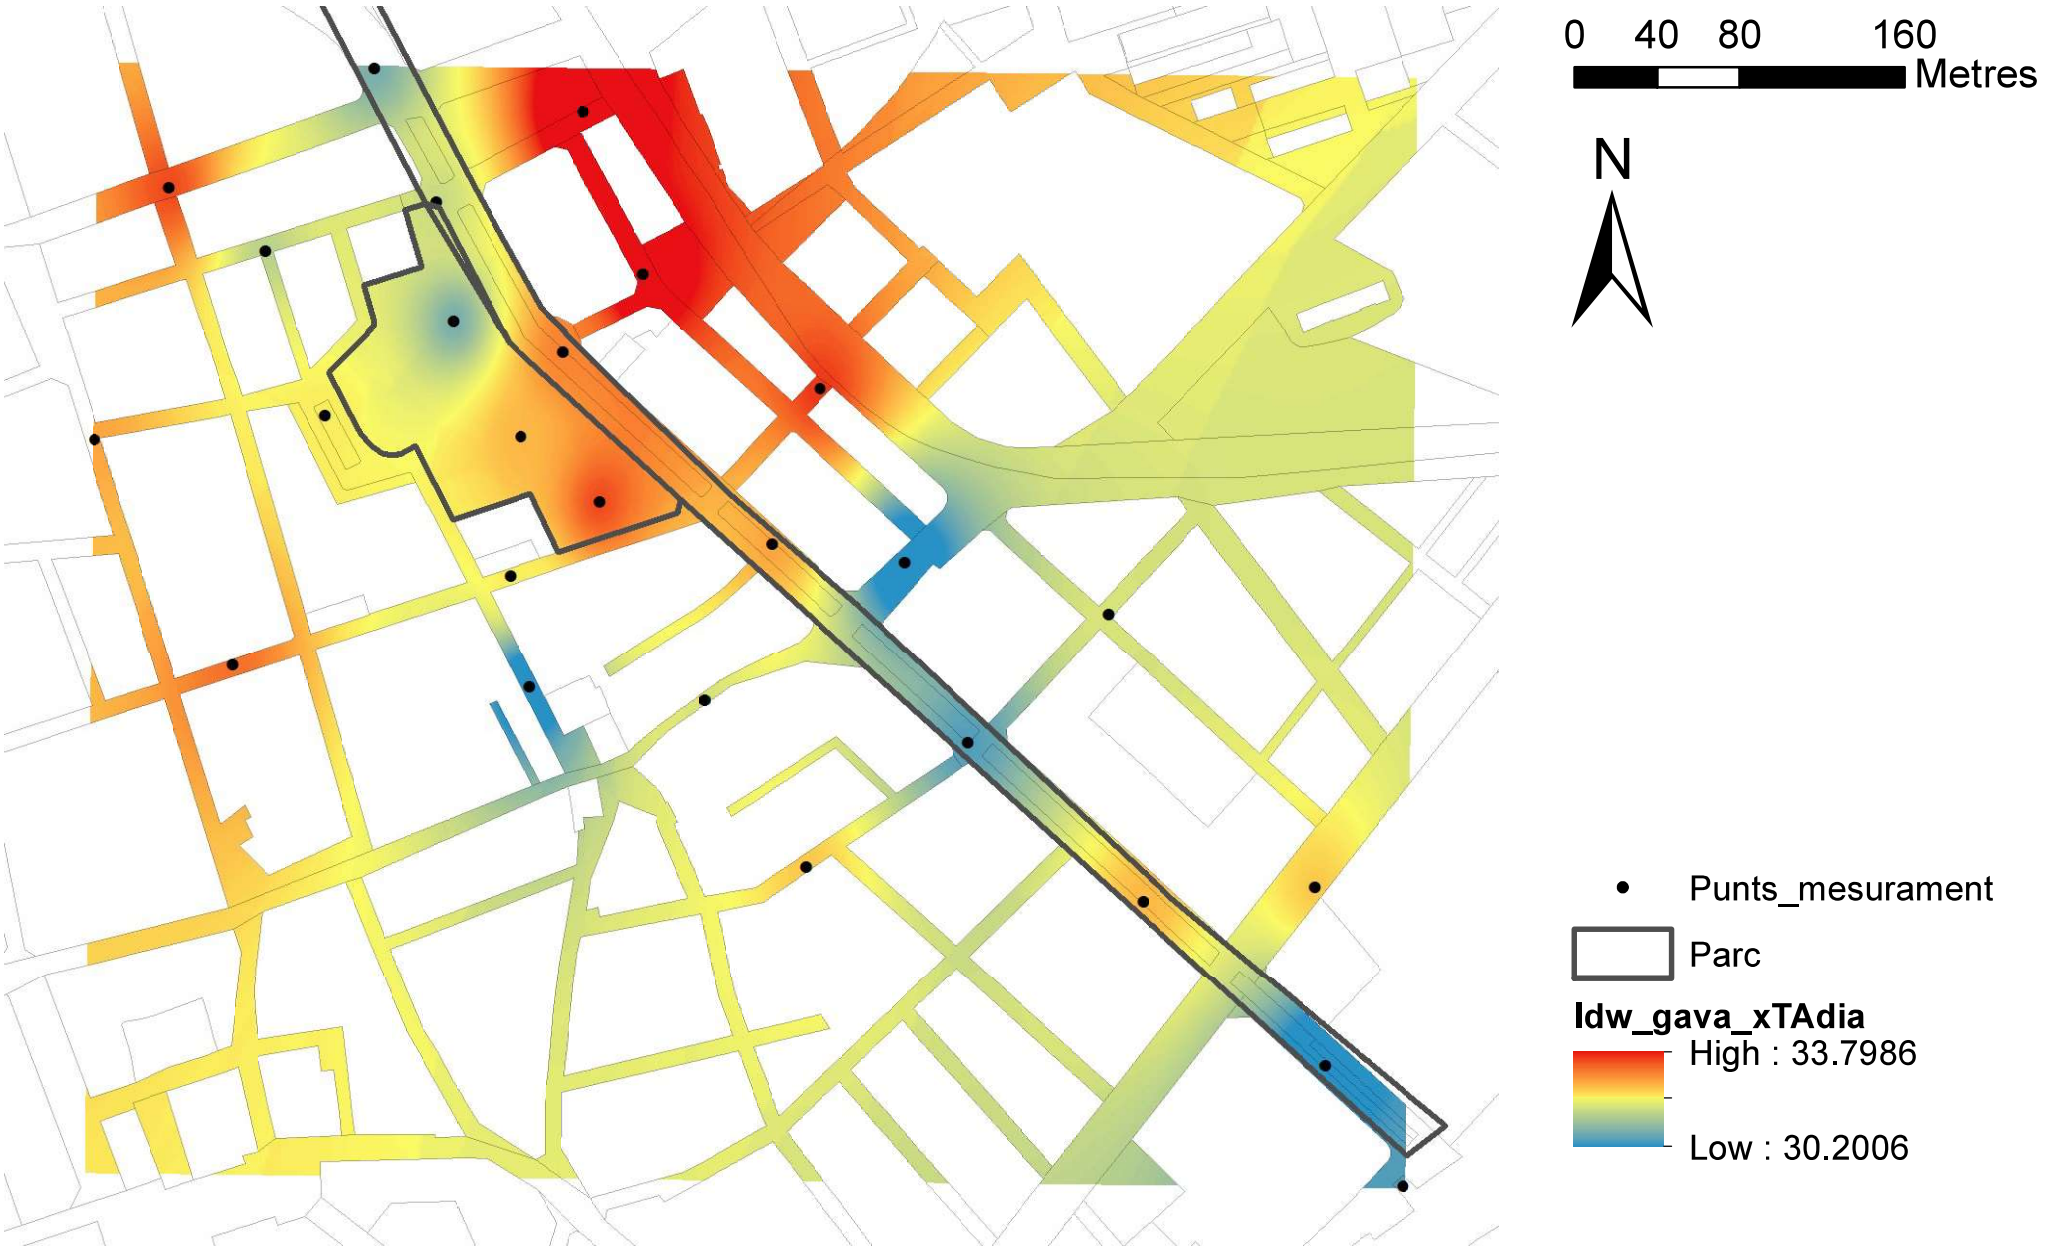 0 40 80 160
Metres
N
Punts_mesurament
Parc
Idw_gava_xTAdia
High : 33.7986
Low : 30.2006